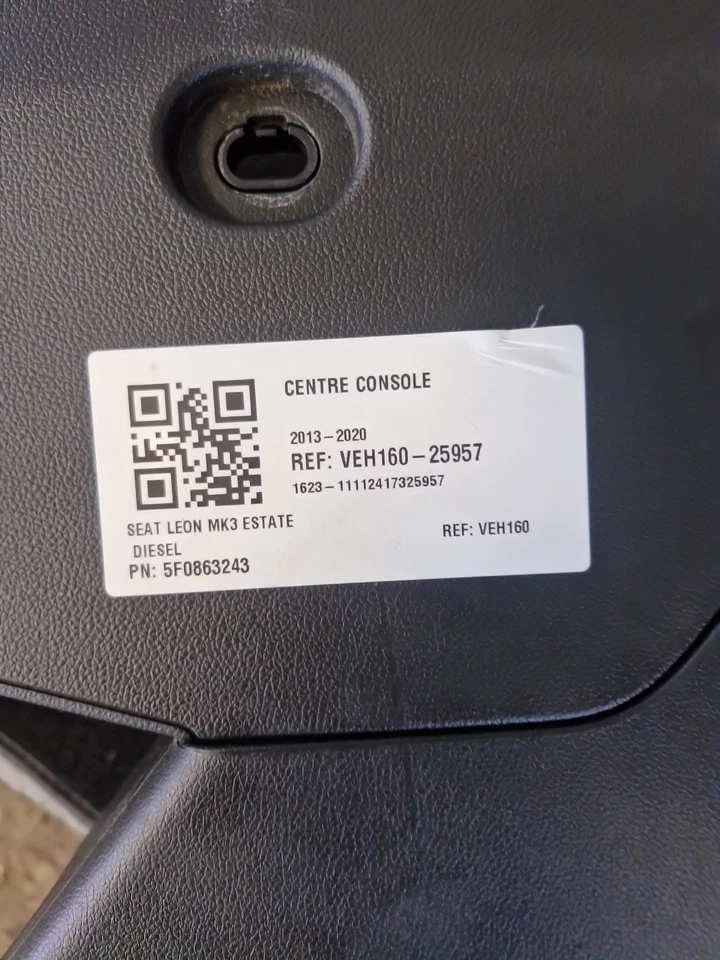 CENTRE CONSOLE
2013-2020
REF: VEH160-25957
1623-11112417325957
SEAT LEON MK3 ESTATE
DIESEL
REF: VEH160
PN: 5F0863243